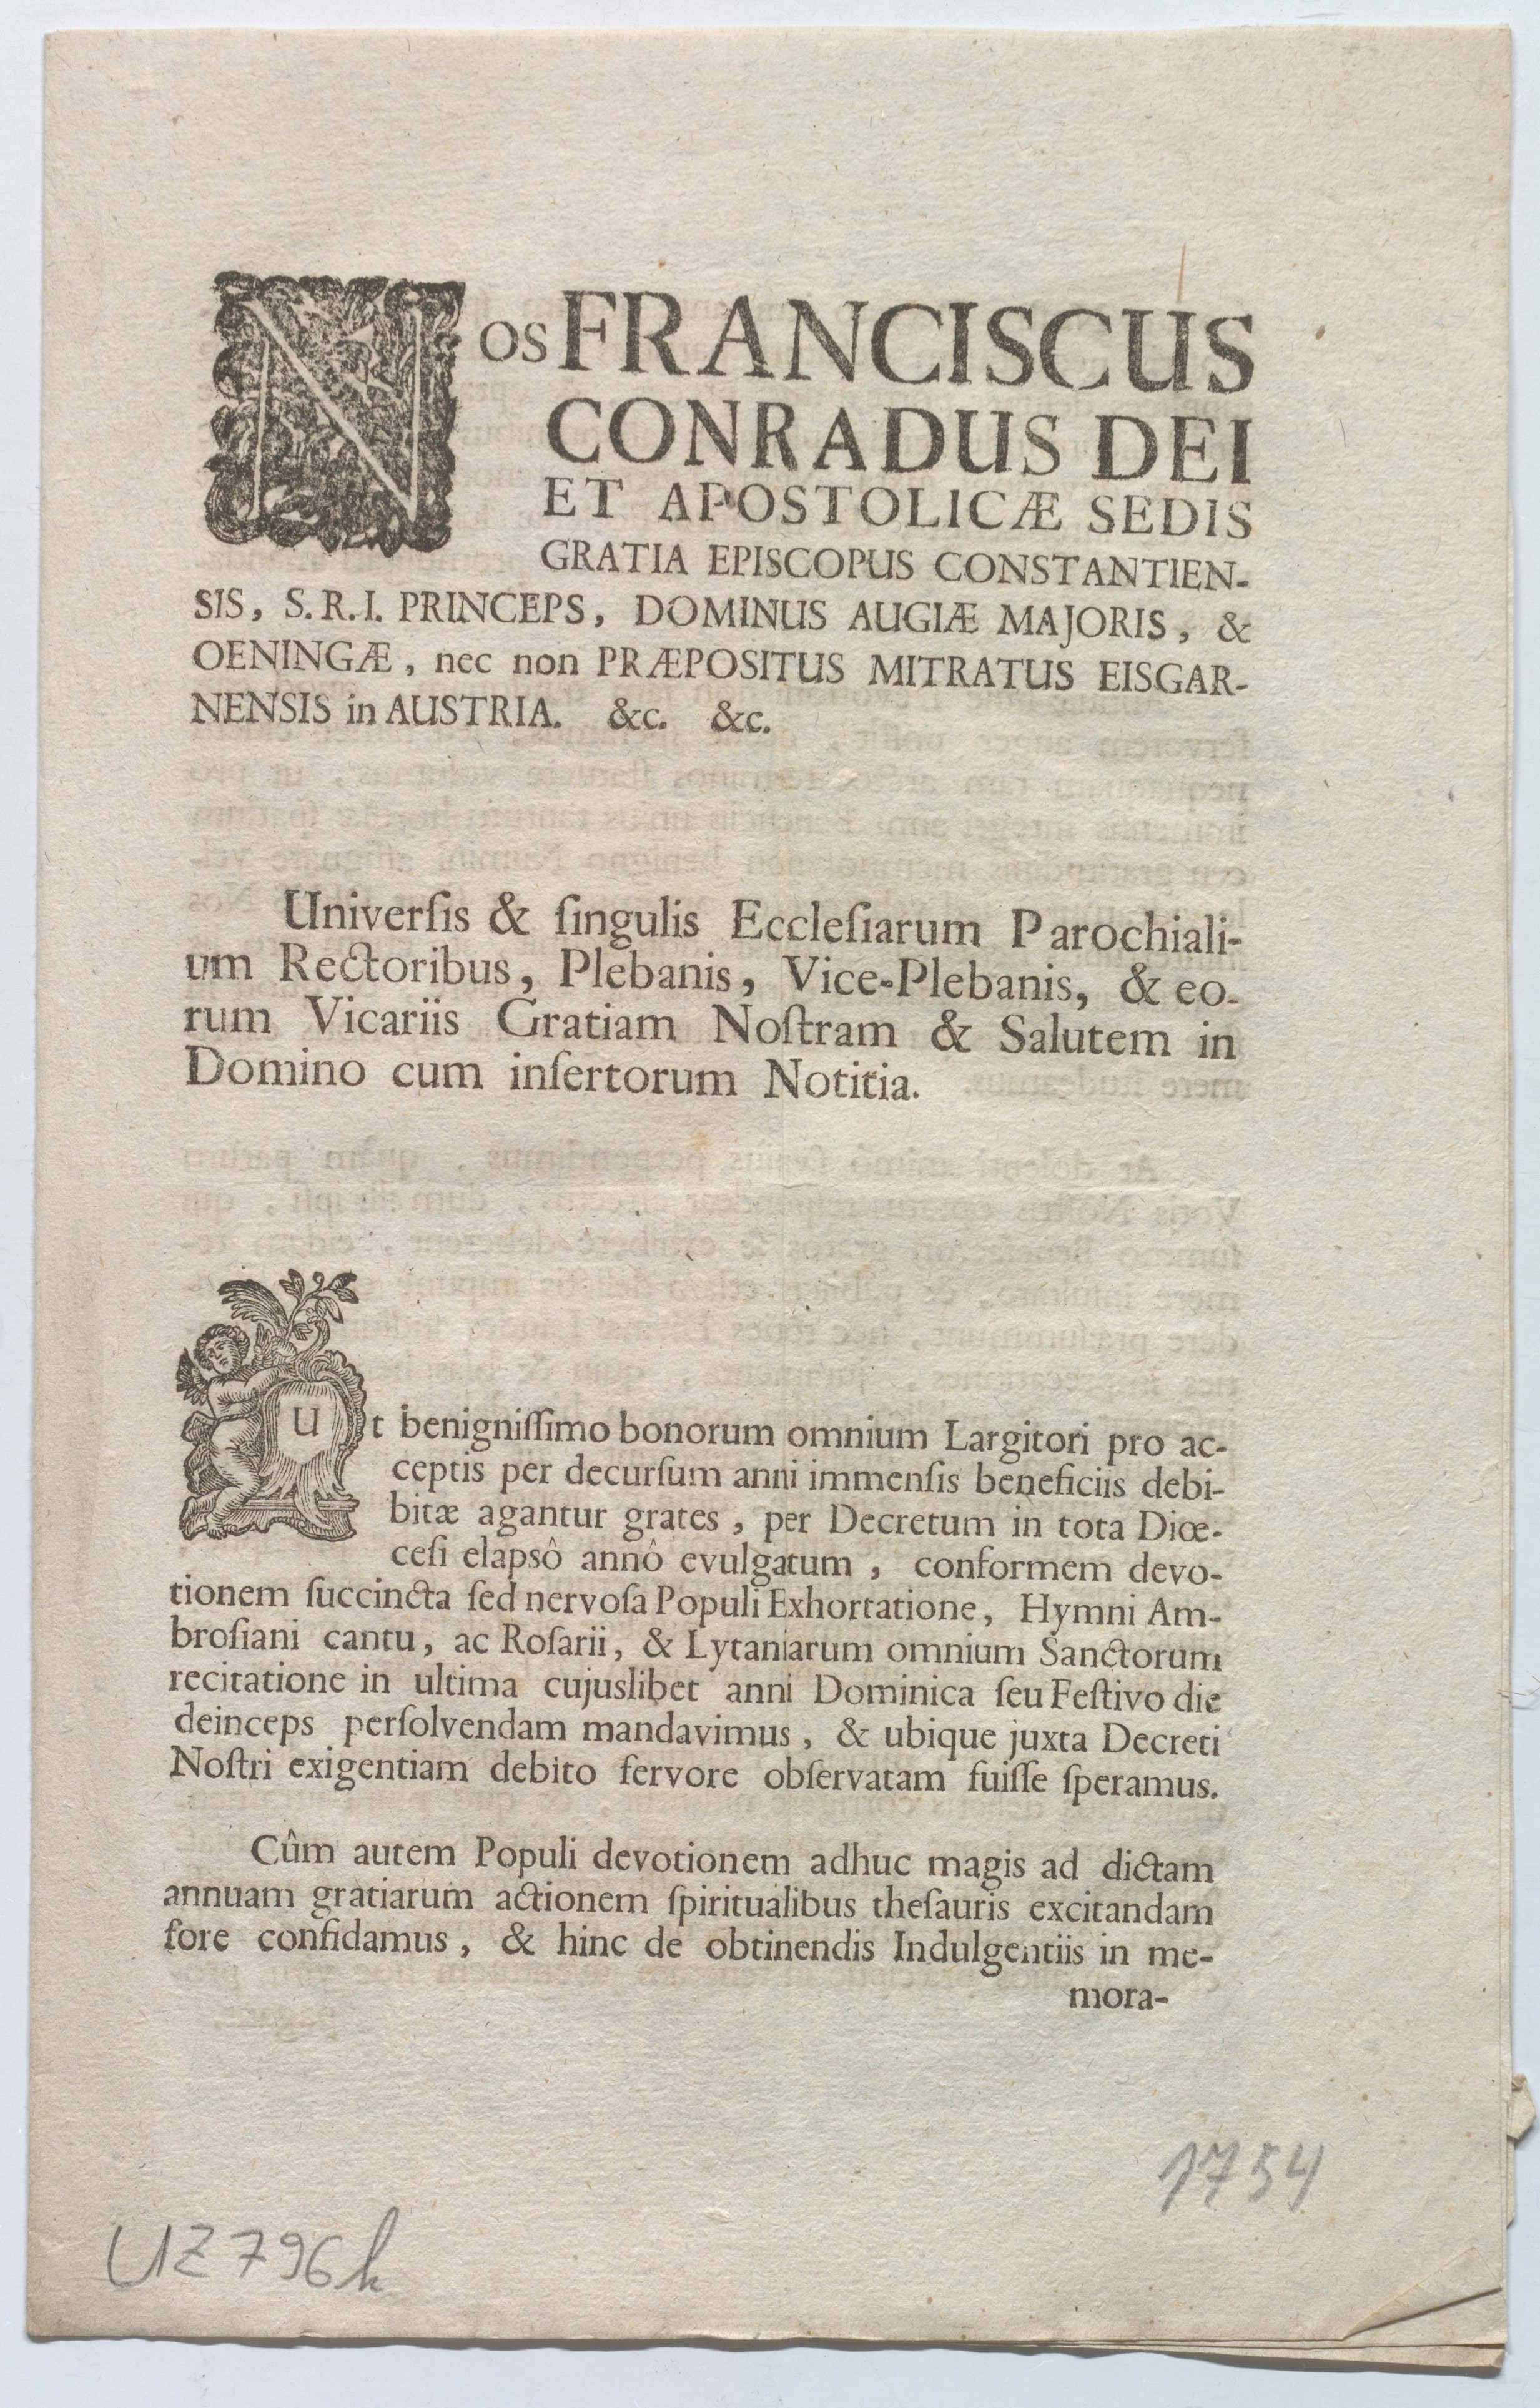 NOS FRANCISCUS
CONRADUS DEI
ET APOSTOLICÆ SEDIS
GRATIA EPISCOPUS CONSTANTIEN-
SIS, S. R. I. PRINCEPS, DOMINUS AUGIÆ MAJORIS, &
OENINGÆ, nec non PRÆPOSITUS MITRATUS EISGAR-
NENSIS in AUSTRIA. &c. &c.
Univerſis & ſingulis Eccleſiarum Parochiali-
um Rectoribus, Plebanis, Vice-Plebanis, & eo-
rum Vicariis Gratiam Noſtram & Salutem in
Domino cum inſertorum Notitia.
Ut benigniſſimo bonorum omnium Largitori pro ac-
ceptis per decurſum anni immenſis beneficiis debi-
bitæ agantur grates, per Decretum in tota Diœ-
ceſi elapsô annô evulgatum, conformem devo-
tionem ſuccincta ſed nervoſa Populi Exhortatione, Hymni Am-
broſiani cantu, ac Roſarii, & Lytaniarum omnium Sanctorum
recitatione in ultima cujuslibet anni Dominica ſeu Feſtivo die
deinceps perſolvendam mandavimus, & ubique juxta Decreti
Noſtri exigentiam debito fervore obſervatam fuiſſe ſperamus.
Cûm autem Populi devotionem adhuc magis ad dictam
annuam gratiarum actionem ſpiritualibus theſauris excitandam
fore confidamus, & hinc de obtinendis Indulgentiis in me-
mora-
1754
UZ 796h